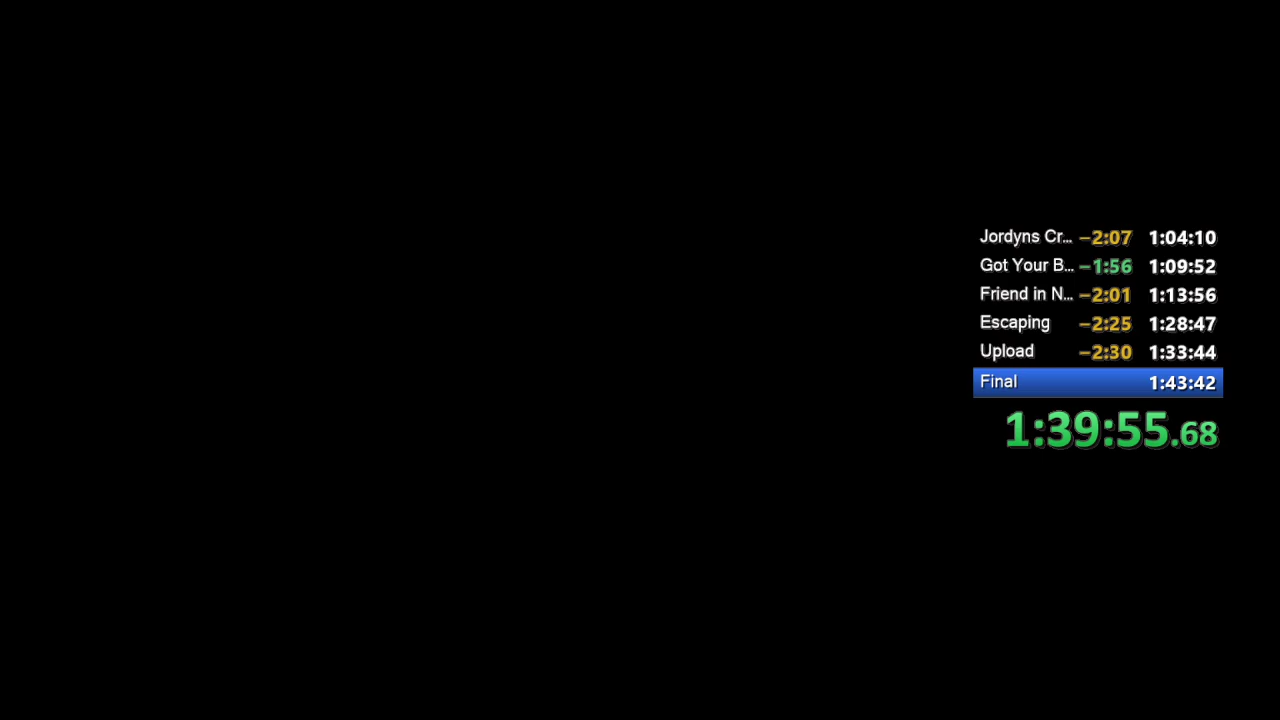 Jordyns Cr... −2:07 1:04:10
Got Your B... −1:56 1:09:52
Friend in N... −2:01 1:13:56
Escaping −2:25 1:28:47
Upload −2:30 1:33:44
Final 1:43:42
1:39:55.68